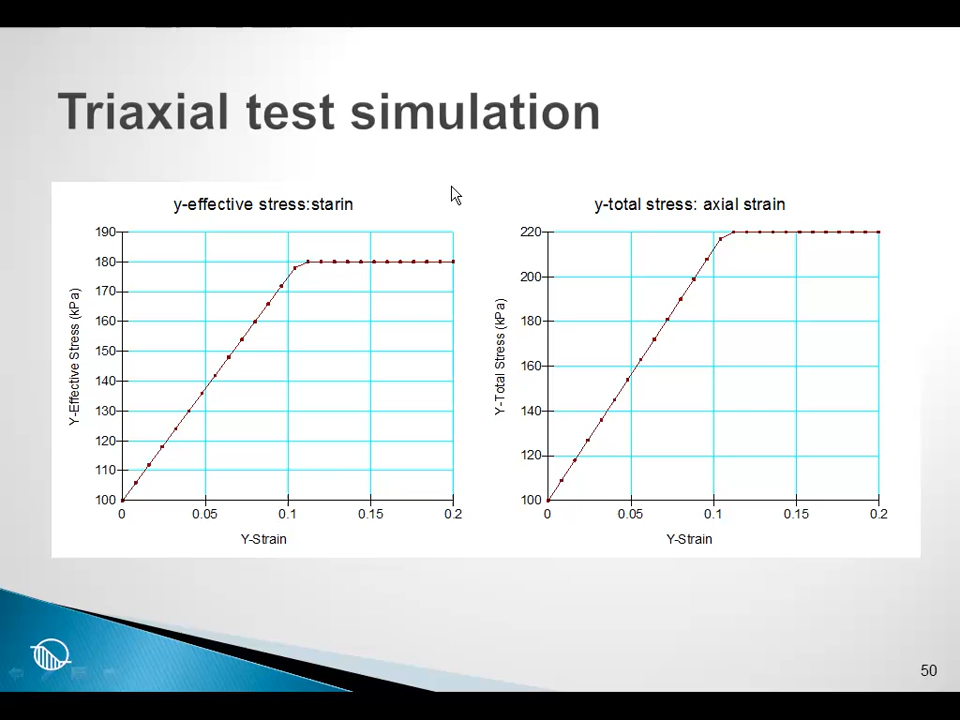 Triaxial test simulation
y-effective stress:starin
190
180
170
160
150
140
130
120
110
100
Y-Effective Stress (kPa)
0 0.05 0.1 0.15 0.2
Y-Strain
y-total stress: axial strain
220
200
180
160
140
120
100
Y-Total Stress (kPa)
0 0.05 0.1 0.15 0.2
Y-Strain
50